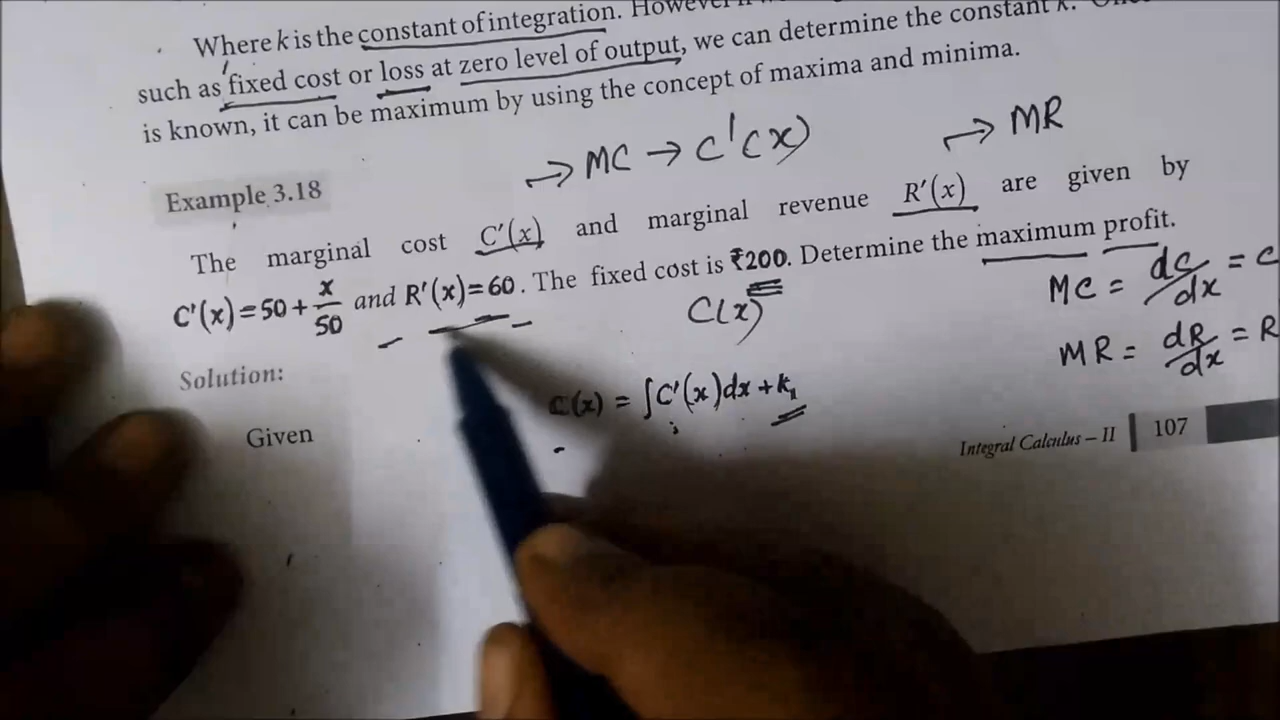 Where k is the constant of integration.
such as fixed cost or loss at zero level of output, we can determine the constant k.
is known, it can be maximum by using the concept of maxima and minima.
→ MC → C'(x)
→ MR
Example 3.18
The marginal cost C'(x) and marginal revenue R'(x) are given by
C'(x) = 50 + x/50 and R'(x) = 60. The fixed cost is ₹200. Determine the maximum profit.
C(x)
MC = dC/dx = C
MR = dR/dx = R
Solution:
C(x) = ∫C'(x)dx + k₁
Given
Integral Calculus – II 107